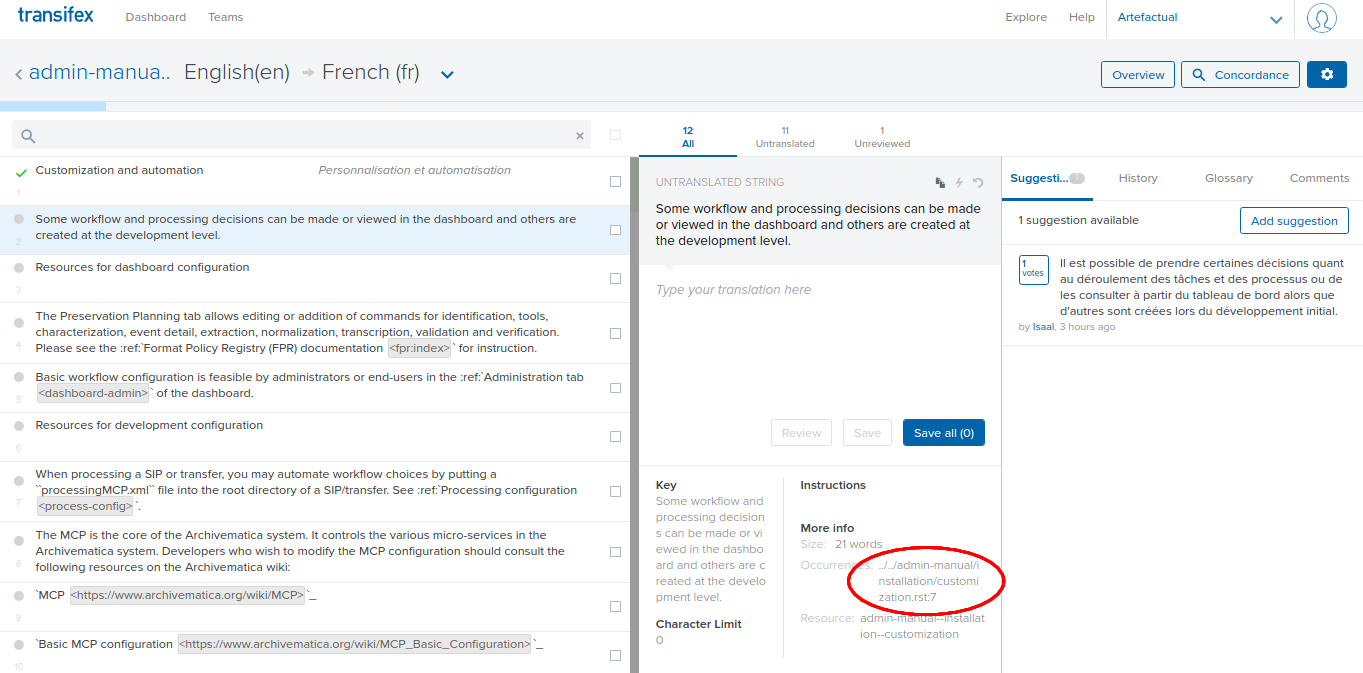 transifex Dashboard Teams Explore Help Artefactual
admin-manua.. English(en) French (fr) Overview Concordance
12 All
11 Untranslated
1 Unreviewed
Customization and automation Personnalisation et automatisation
1
Some workflow and processing decisions can be made or viewed in the dashboard and others are
created at the development level.
2
Resources for dashboard configuration
3
The Preservation Planning tab allows editing or addition of commands for identification, tools,
characterization, event detail, extraction, normalization, transcription, validation and verification.
Please see the :ref:`Format Policy Registry (FPR) documentation <fpr:index>` for instruction.
4
Basic workflow configuration is feasible by administrators or end-users in the :ref:`Administration tab
<dashboard-admin>` of the dashboard.
5
Resources for development configuration
6
When processing a SIP or transfer, you may automate workflow choices by putting a
``processingMCP.xml`` file into the root directory of a SIP/transfer. See :ref:`Processing configuration
<process-config>`.
7
The MCP is the core of the Archivematica system. It controls the various micro-services in the
Archivematica system. Developers who wish to modify the MCP configuration should consult the
following resources on the Archivematica wiki:
8
`MCP <https://www.archivematica.org/wiki/MCP>`_
9
`Basic MCP configuration <https://www.archivematica.org/wiki/MCP_Basic_Configuration>`_
10
UNTRANSLATED STRING
Some workflow and processing decisions can be made
or viewed in the dashboard and others are created at
the development level.
Type your translation here
Review Save Save all (0)
Key
Some workflow and
processing decision
s can be made or vi
ewed in the dashbo
ard and others are c
reated at the develo
pment level.
Character Limit
0
Instructions
More info
Size: 21 words
Occurrences: ../../admin-manual/i
nstallation/customi
zation.rst:7
Resource: admin-manual--installat
ion--customization
Suggesti... History Glossary Comments
1 suggestion available Add suggestion
1
votes
Il est possible de prendre certaines décisions quant
au déroulement des tâches et des processus ou de
les consulter à partir du tableau de bord alors que
d'autres sont créées lors du développement initial.
by Isaal, 3 hours ago